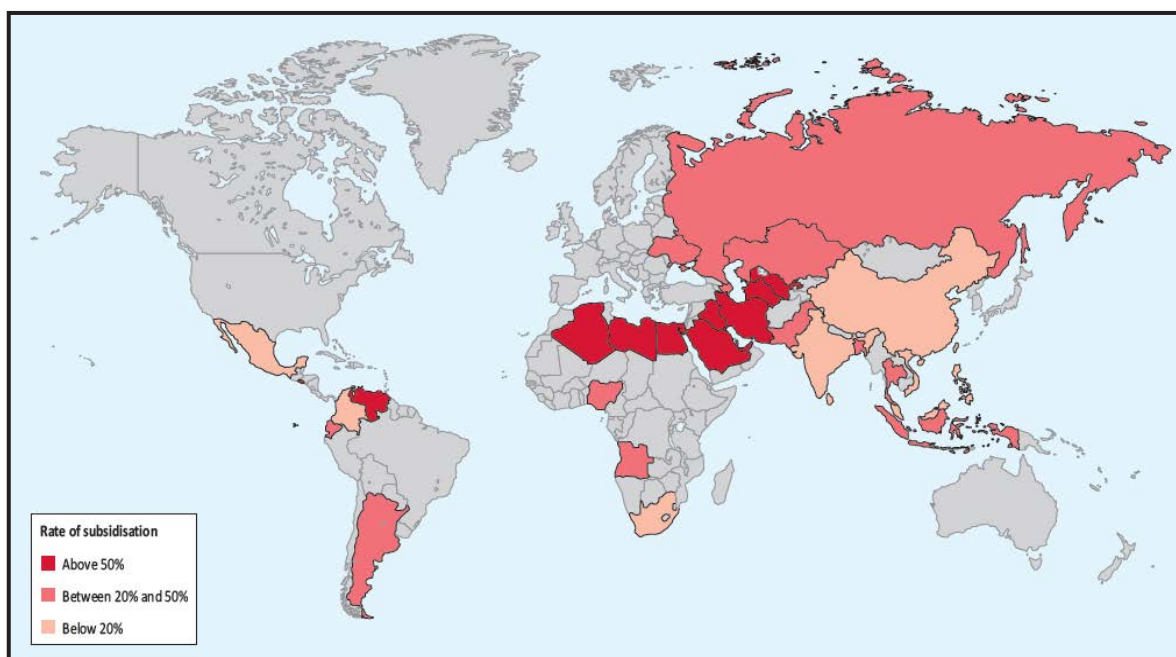 Rate of subsidisation
Above 50%
Between 20% and 50%
Below 20%